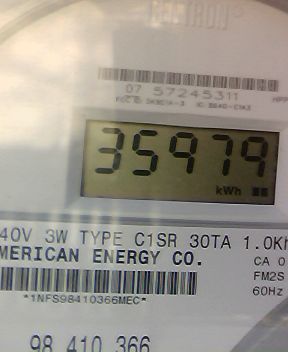 07 57245311
35979
kWh
40V 3W TYPE C1SR 30TA 1.0Kh
MERICAN ENERGY CO.
CA 0
FM2S
60Hz
*1NFS98410366MEC*
98 410 366